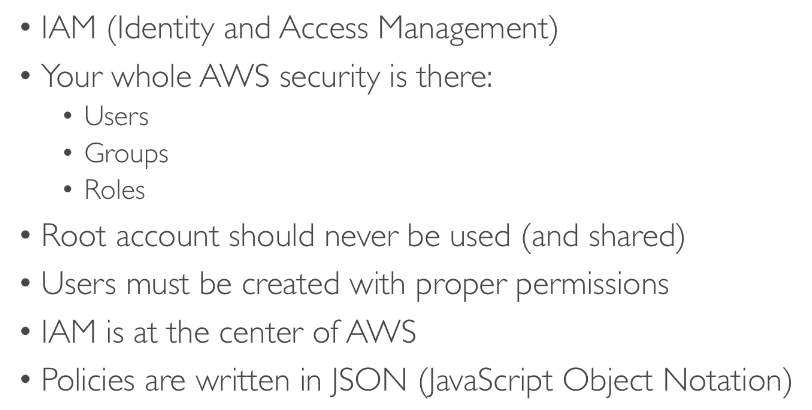 • IAM (Identity and Access Management)
• Your whole AWS security is there:
• Users
• Groups
• Roles
• Root account should never be used (and shared)
• Users must be created with proper permissions
• IAM is at the center of AWS
• Policies are written in JSON (JavaScript Object Notation)